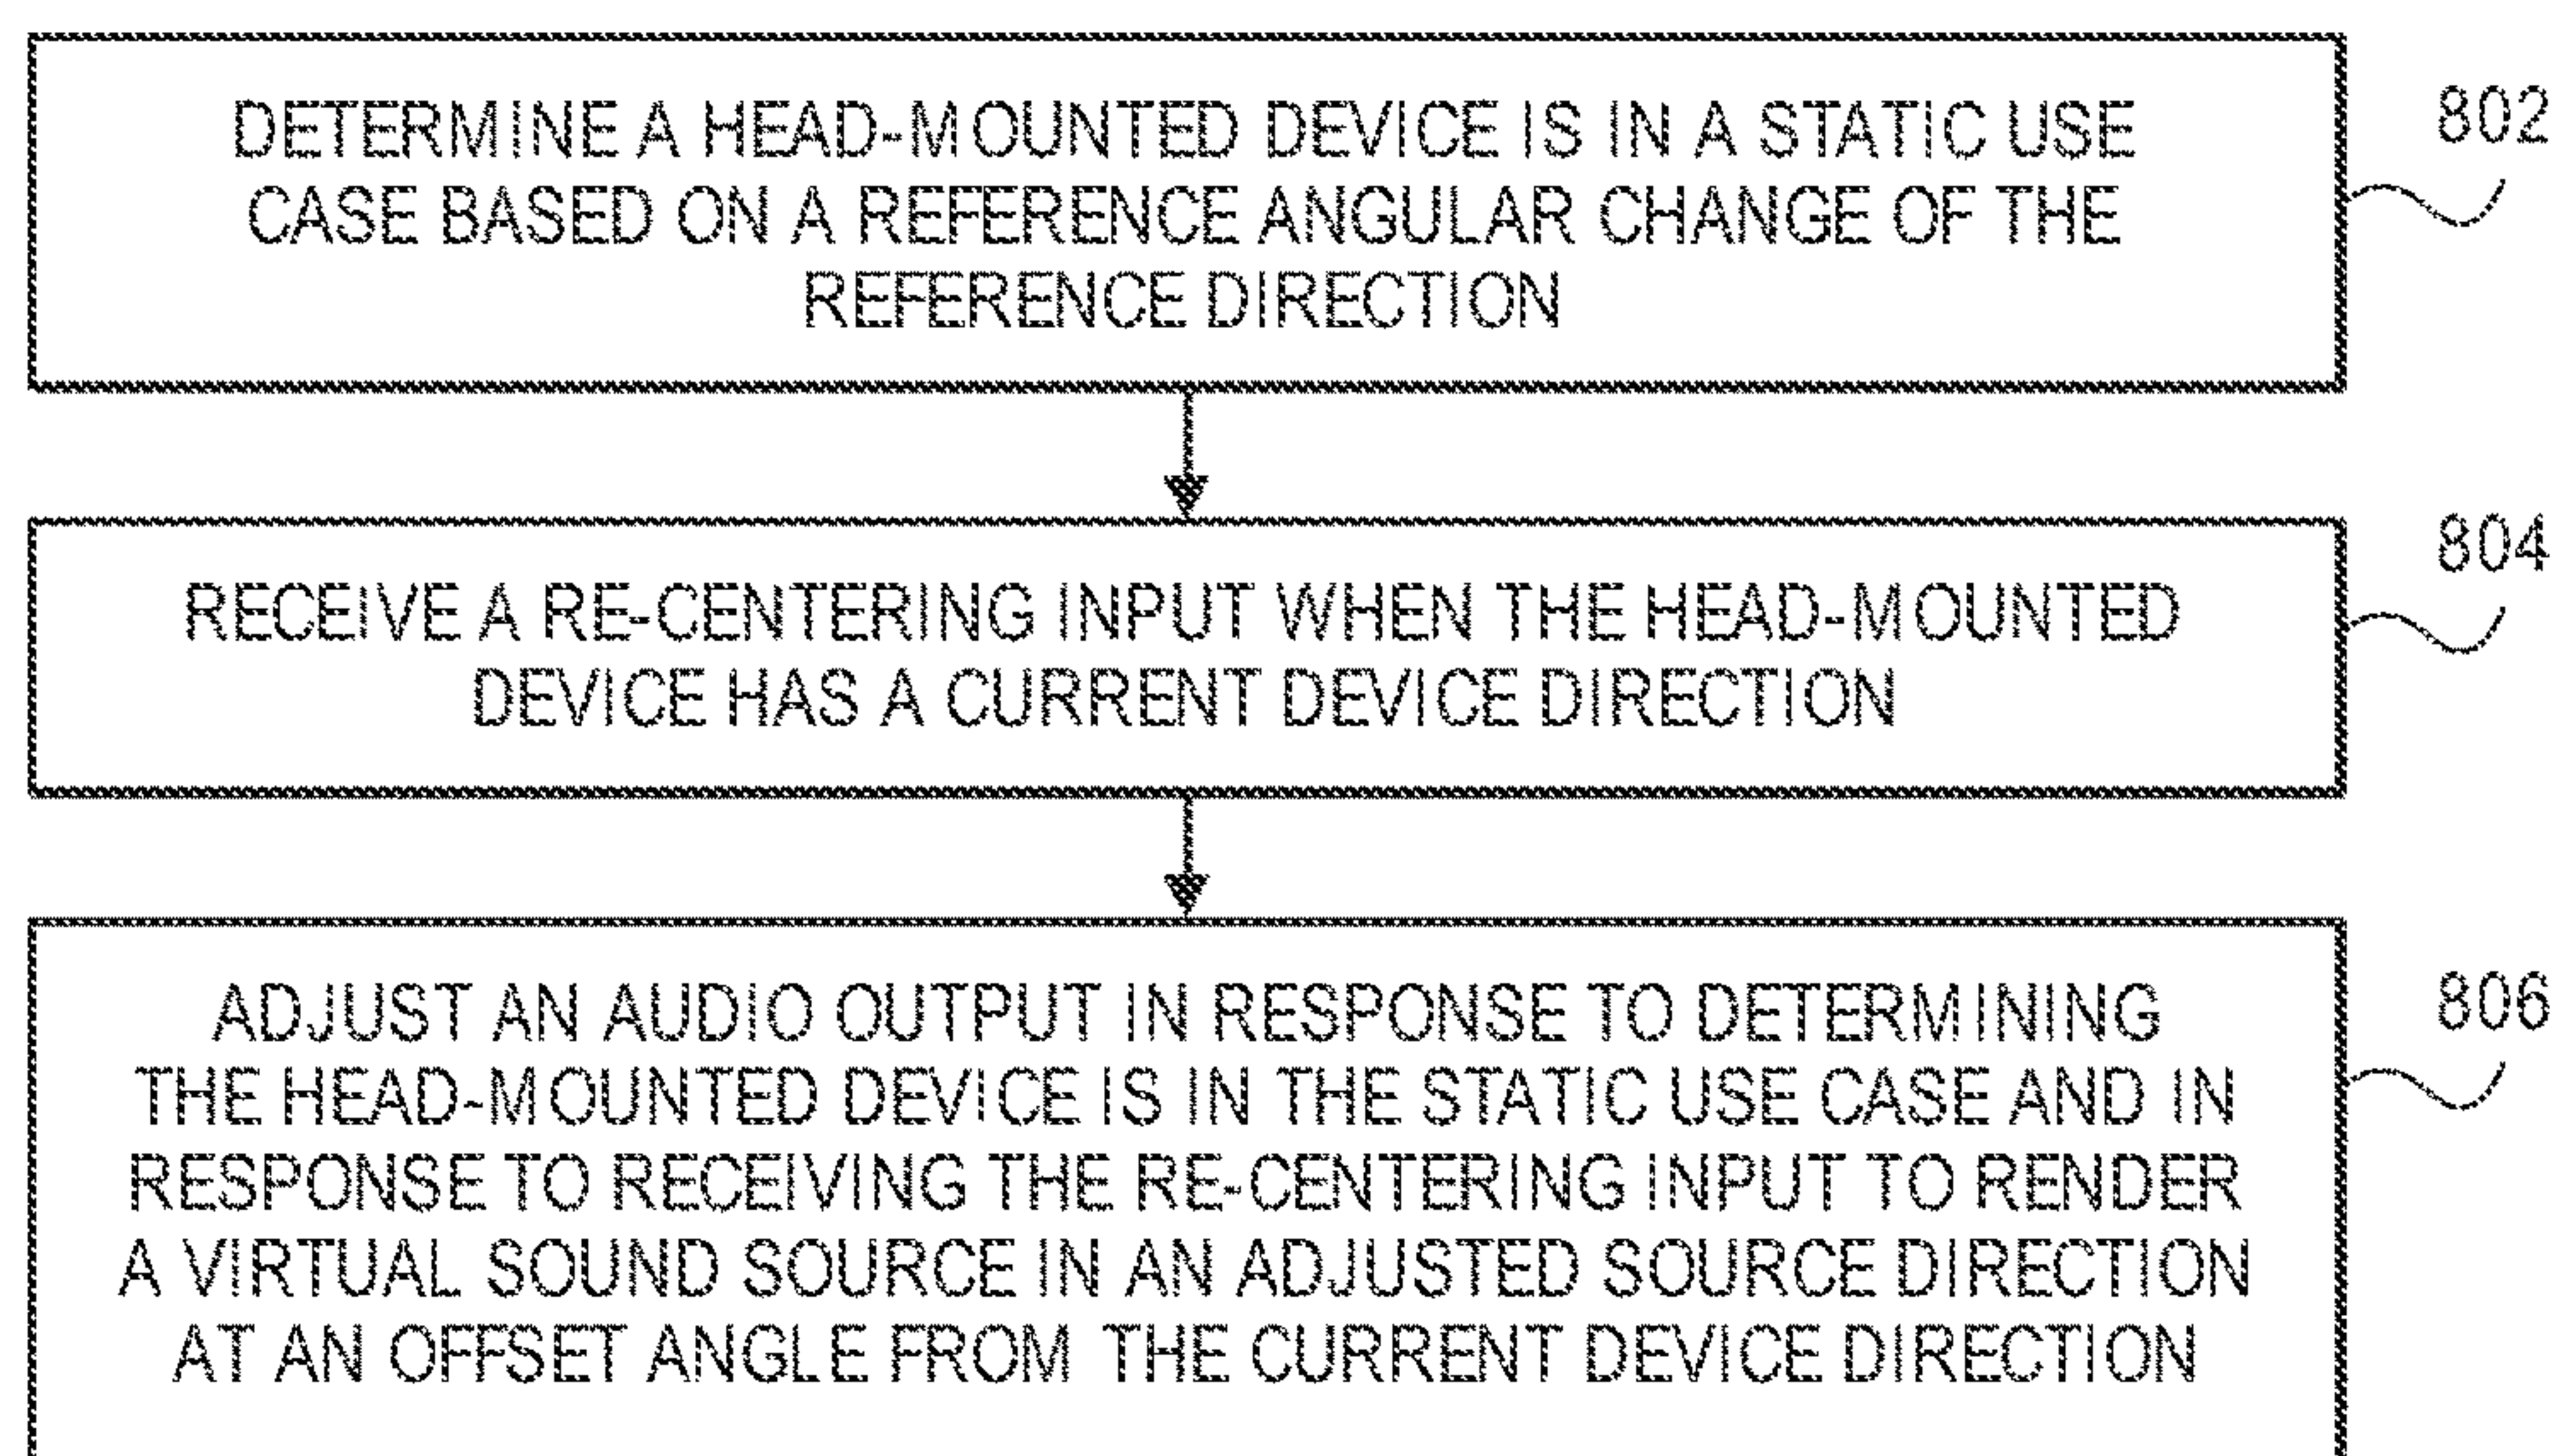 DETERMINE A HEAD-MOUNTED DEVICE IS IN A STATIC USE
CASE BASED ON A REFERENCE ANGULAR CHANGE OF THE
REFERENCE DIRECTION
802
RECEIVE A RE-CENTERING INPUT WHEN THE HEAD-MOUNTED
DEVICE HAS A CURRENT DEVICE DIRECTION
804
ADJUST AN AUDIO OUTPUT IN RESPONSE TO DETERMINING
THE HEAD-MOUNTED DEVICE IS IN THE STATIC USE CASE AND IN
RESPONSE TO RECEIVING THE RE-CENTERING INPUT TO RENDER
A VIRTUAL SOUND SOURCE IN AN ADJUSTED SOURCE DIRECTION
AT AN OFFSET ANGLE FROM THE CURRENT DEVICE DIRECTION
806